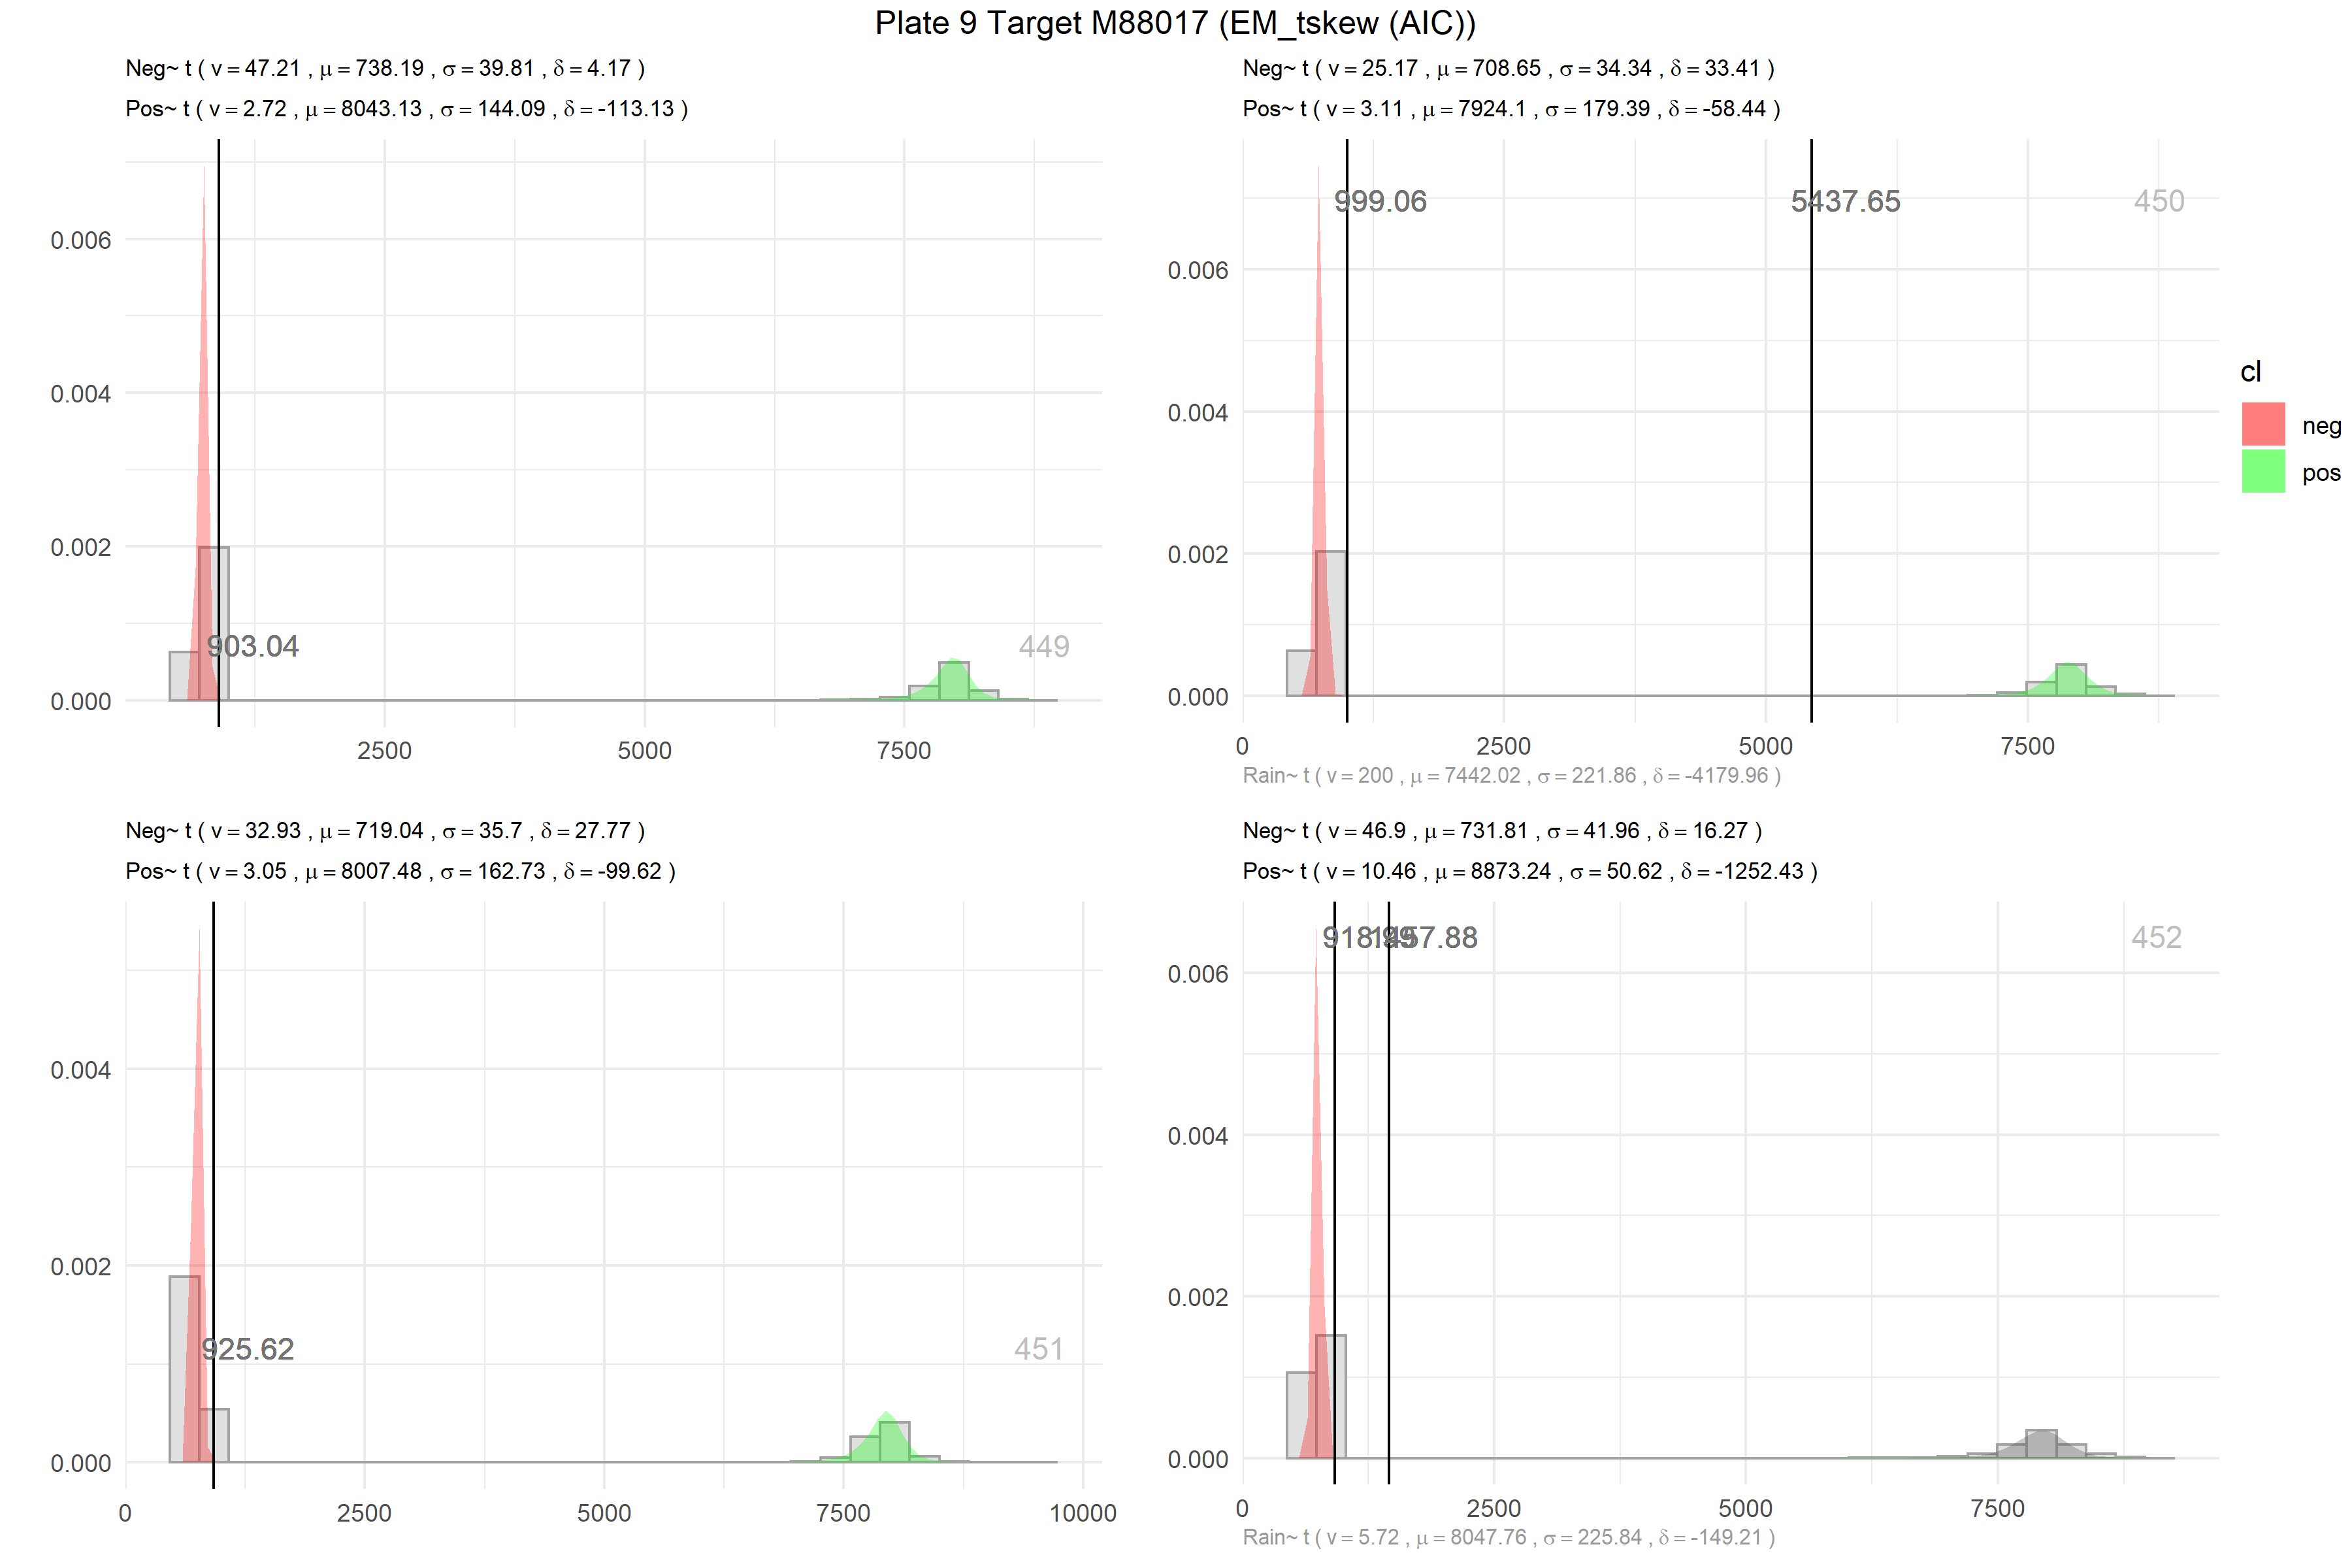 Plate 9 Target M88017 (EM_tskew (AIC))
Neg~ t ( ν = 47.21 , μ = 738.19 , σ = 39.81 , δ = 4.17 )
Pos~ t ( ν = 2.72 , μ = 8043.13 , σ = 144.09 , δ = -113.13 )
0.006
0.004
0.002
0.000
903.04
449
2500
5000
7500
Neg~ t ( ν = 25.17 , μ = 708.65 , σ = 34.34 , δ = 33.41 )
Pos~ t ( ν = 3.11 , μ = 7924.1 , σ = 179.39 , δ = -58.44 )
999.06
5437.65
450
0.006
0.004
0.002
0.000
0
2500
5000
7500
Rain~ t ( ν = 200 , μ = 7442.02 , σ = 221.86 , δ = -4179.96 )
cl
neg
pos
Neg~ t ( ν = 32.93 , μ = 719.04 , σ = 35.7 , δ = 27.77 )
Pos~ t ( ν = 3.05 , μ = 8007.48 , σ = 162.73 , δ = -99.62 )
0.004
0.002
0.000
925.62
451
0
2500
5000
7500
10000
Neg~ t ( ν = 46.9 , μ = 731.81 , σ = 41.96 , δ = 16.27 )
Pos~ t ( ν = 10.46 , μ = 8873.24 , σ = 50.62 , δ = -1252.43 )
452
0.006
0.004
0.002
0.000
0
2500
5000
7500
Rain~ t ( ν = 5.72 , μ = 8047.76 , σ = 225.84 , δ = -149.21 )